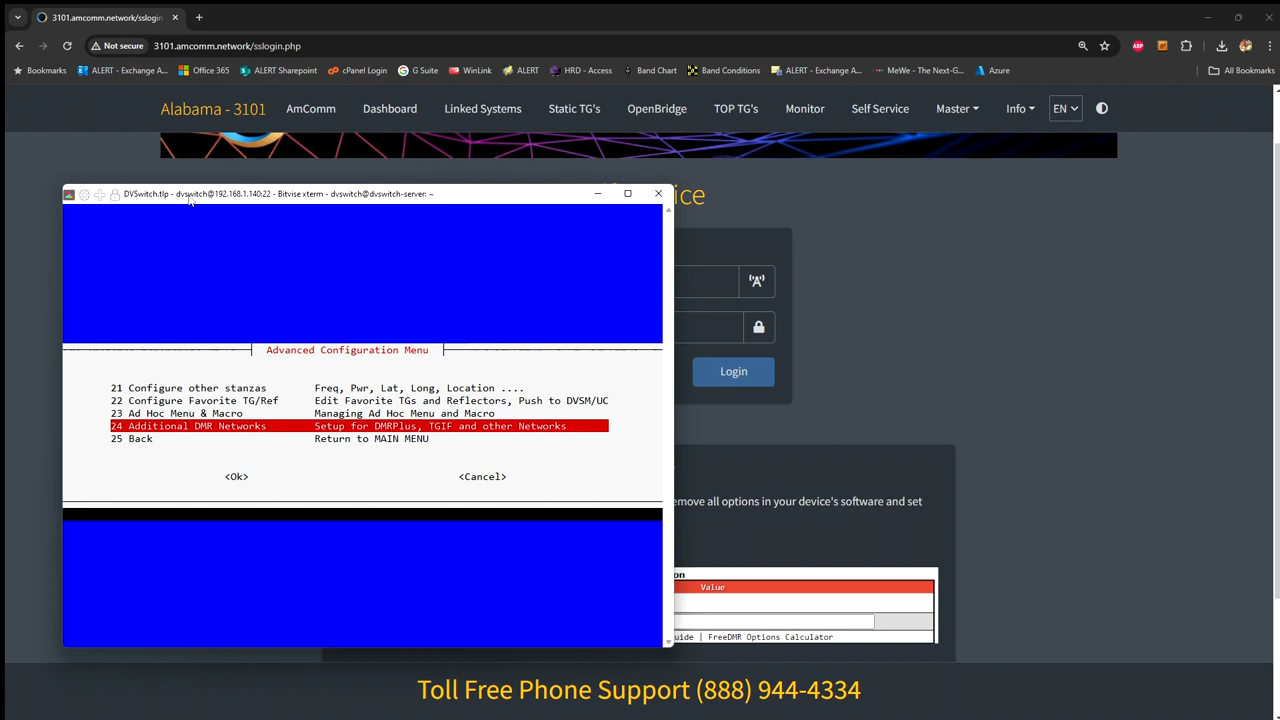 3101.amcomm.network/sslogin
Not secure 3101.amcomm.network/sslogin.php
ABP
Bookmarks ALERT - Exchange A... Office 365 ALERT Sharepoint cPanel Login G Suite WinLink ALERT HRD - Access Band Chart Band Conditions ALERT - Exchange A... MeWe - The Next-G... Azure All Bookmarks
Alabama - 3101 AmComm Dashboard Linked Systems Static TG's OpenBridge TOP TG's Monitor Self Service Master Info EN
DVSwitch.tlp - dvswitch@192.168.1.140:22 - Bitvise xterm - dvswitch@dvswitch-server: ~
ice
Advanced Configuration Menu
21 Configure other stanzas Freq, Pwr, Lat, Long, Location ....
22 Configure Favorite TG/Ref Edit Favorite TGs and Reflectors, Push to DVSM/UC
23 Ad Hoc Menu & Macro Managing Ad Hoc Menu and Macro
24 Additional DMR Networks Setup for DMRPlus, TGIF and other Networks
25 Back Return to MAIN MENU
<Ok> <Cancel>
Login
emove all options in your device's software and set
on
Value
uide | FreeDMR Options Calculator
Toll Free Phone Support (888) 944-4334